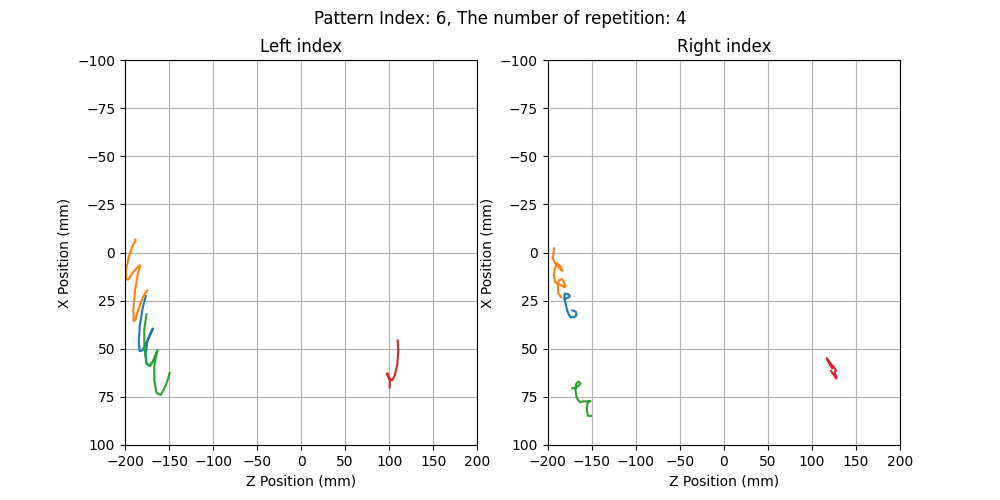 Pattern Index: 6, The number of repetition: 4
Left index
Right index
−100
−75
−50
−25
0
25
50
75
100
X Position (mm)
−200 −150 −100 −50 0 50 100 150 200
Z Position (mm)
−100
−75
−50
−25
0
25
50
75
100
X Position (mm)
−200 −150 −100 −50 0 50 100 150 200
Z Position (mm)